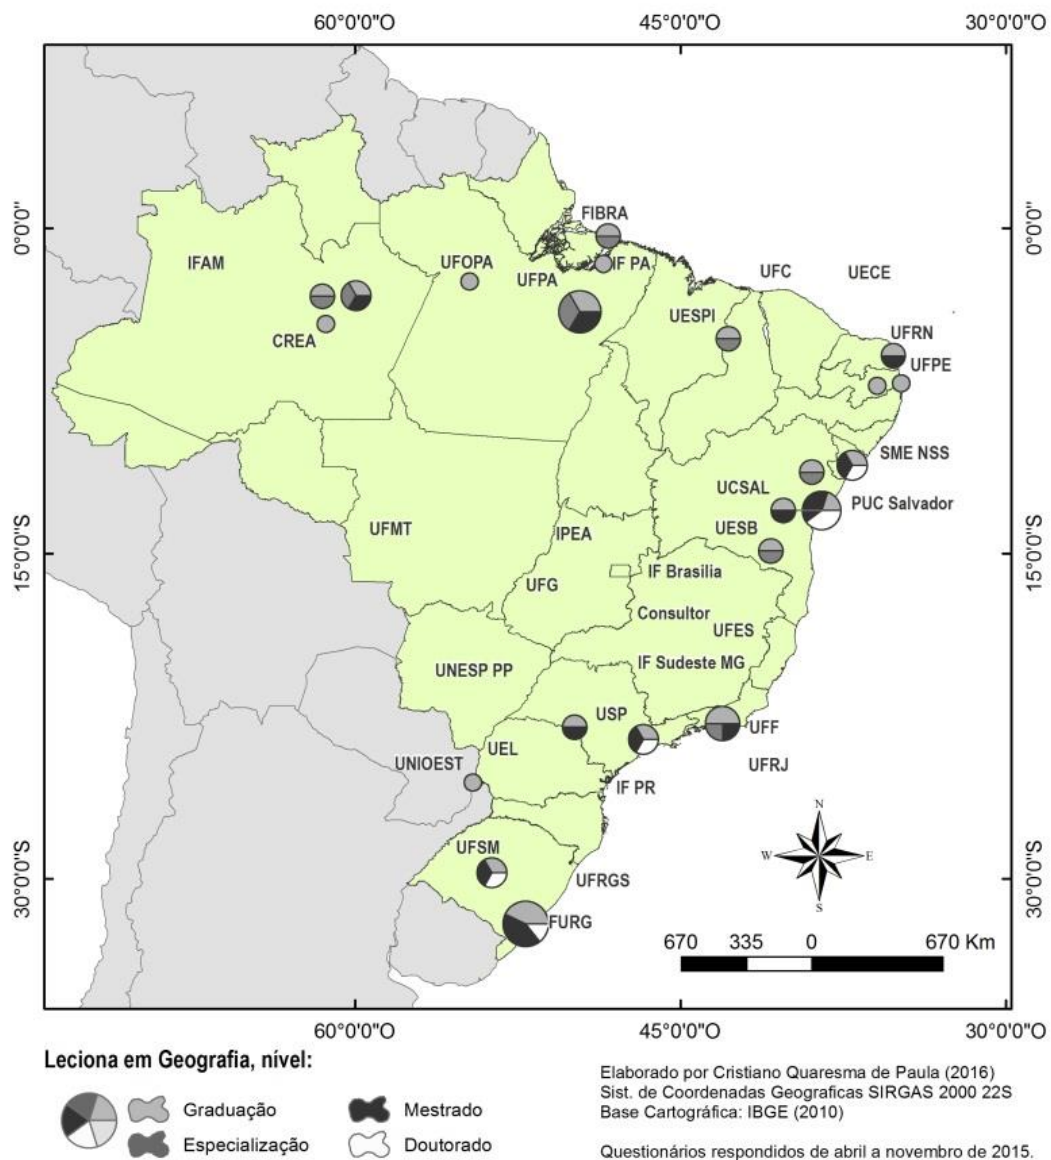 60°0'0"O 45°0'0"O 30°0'0"O
0°0'0"
0°0'0"
FIBRA
IFAM
UFOPA
UFPA
IF PA
UFC
UECE
CREA
UESPI
UFRN
UFPE
SME NSS
UCSAL
PUC Salvador
UFMT
IPEA
UESB
15°0'0"S
15°0'0"S
UFG
IF Brasilia
Consultor
UFES
UNESP PP
IF Sudeste MG
USP
UFF
UEL
UNIOEST
UFRJ
IF PR
N
W
E
S
UFSM
UFRGS
30°0'0"S
30°0'0"S
FURG
670 335 0 670 Km
60°0'0"O 45°0'0"O 30°0'0"O
Leciona em Geografia, nível:
Graduação
Mestrado
Especialização
Doutorado
Elaborado por Cristiano Quaresma de Paula (2016)
Sist. de Coordenadas Geograficas SIRGAS 2000 22S
Base Cartográfica: IBGE (2010)
Questionários respondidos de abril a novembro de 2015.